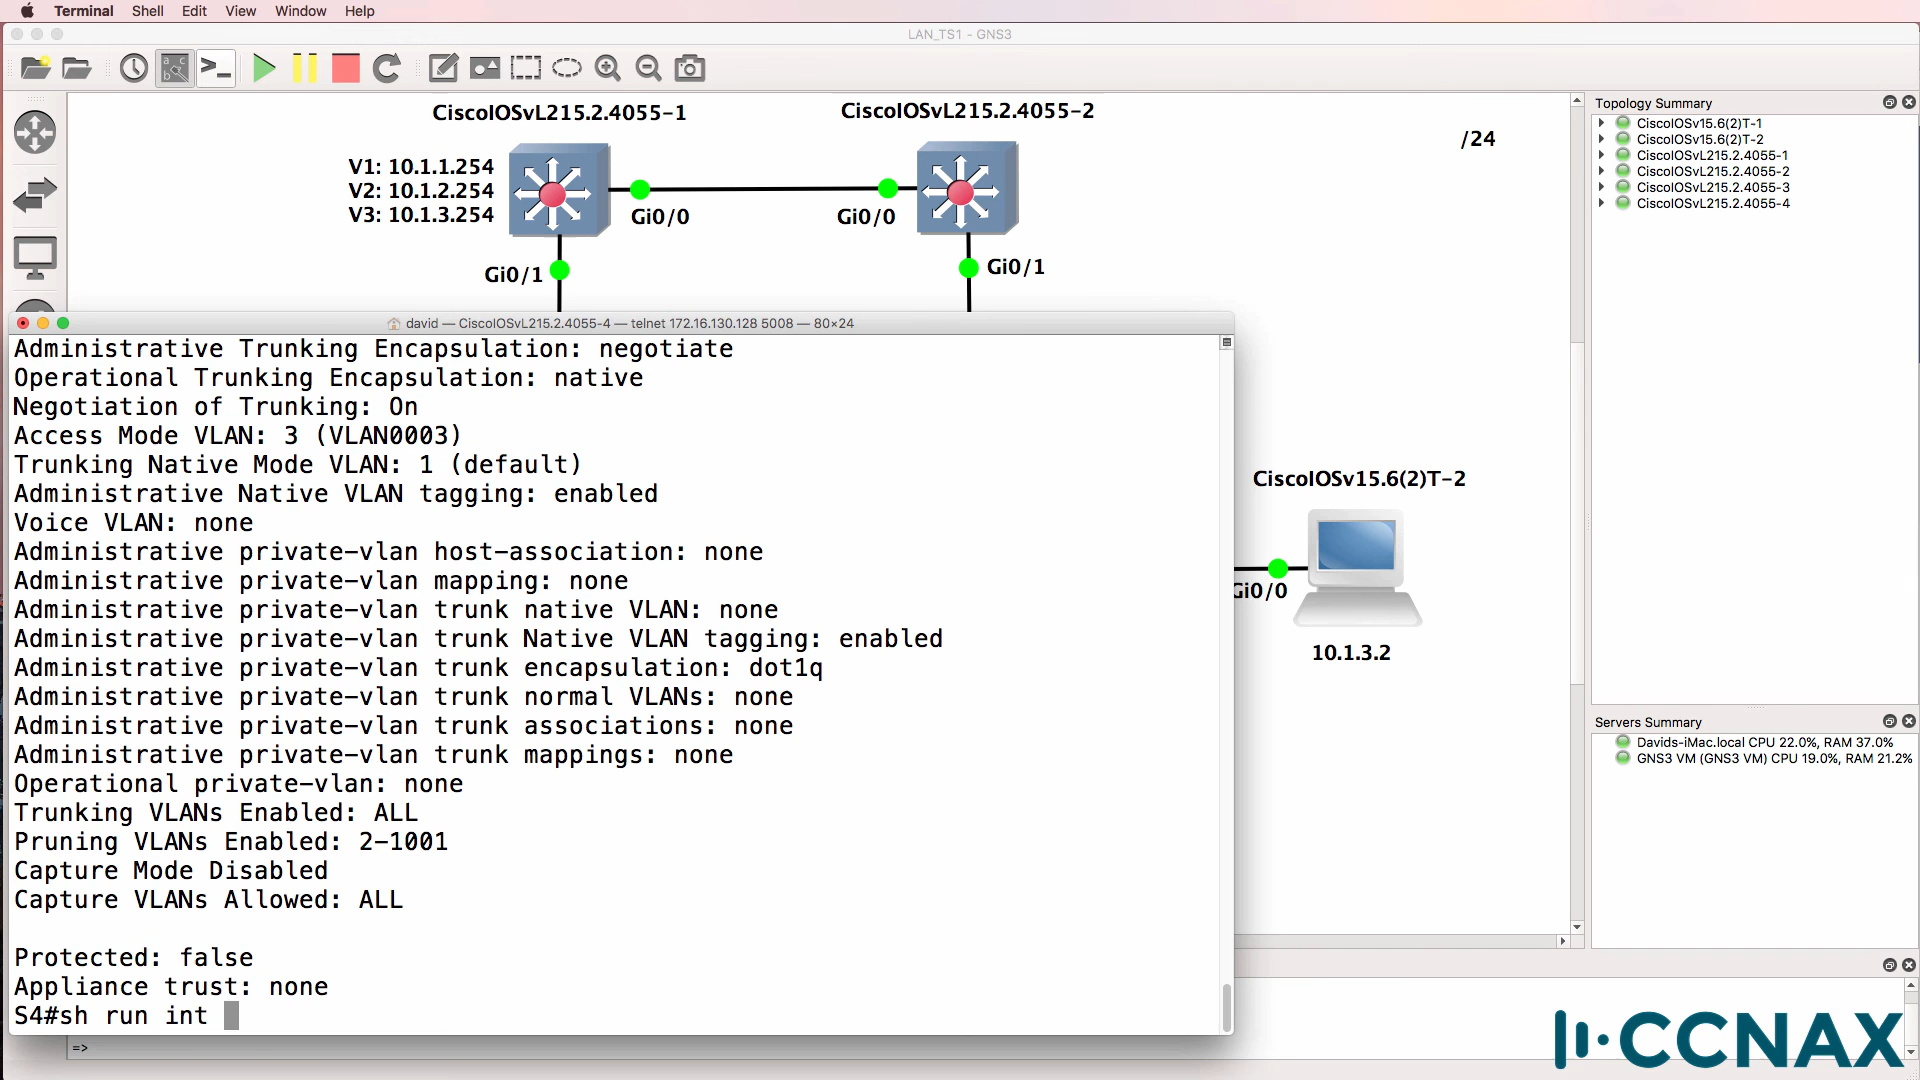 Terminal Shell Edit View Window Help
LAN_TS1 - GNS3
CiscoIOSvL215.2.4055-1
CiscoIOSvL215.2.4055-2
/24
V1: 10.1.1.254
V2: 10.1.2.254
V3: 10.1.3.254
Gi0/0
Gi0/0
Gi0/1
Gi0/1
david — CiscoIOSvL215.2.4055-4 — telnet 172.16.130.128 5008 — 80×24
Administrative Trunking Encapsulation: negotiate
Operational Trunking Encapsulation: native
Negotiation of Trunking: On
Access Mode VLAN: 3 (VLAN0003)
Trunking Native Mode VLAN: 1 (default)
Administrative Native VLAN tagging: enabled
Voice VLAN: none
Administrative private-vlan host-association: none
Administrative private-vlan mapping: none
Administrative private-vlan trunk native VLAN: none
Administrative private-vlan trunk Native VLAN tagging: enabled
Administrative private-vlan trunk encapsulation: dot1q
Administrative private-vlan trunk normal VLANs: none
Administrative private-vlan trunk associations: none
Administrative private-vlan trunk mappings: none
Operational private-vlan: none
Trunking VLANs Enabled: ALL
Pruning VLANs Enabled: 2-1001
Capture Mode Disabled
Capture VLANs Allowed: ALL
Protected: false
Appliance trust: none
S4#sh run int
=>
CiscoIOSv15.6(2)T-2
Gi0/0
10.1.3.2
Topology Summary
CiscoIOSv15.6(2)T-1
CiscoIOSv15.6(2)T-2
CiscoIOSvL215.2.4055-1
CiscoIOSvL215.2.4055-2
CiscoIOSvL215.2.4055-3
CiscoIOSvL215.2.4055-4
Servers Summary
Davids-iMac.local CPU 22.0%, RAM 37.0%
GNS3 VM (GNS3 VM) CPU 19.0%, RAM 21.2%
CCNAX